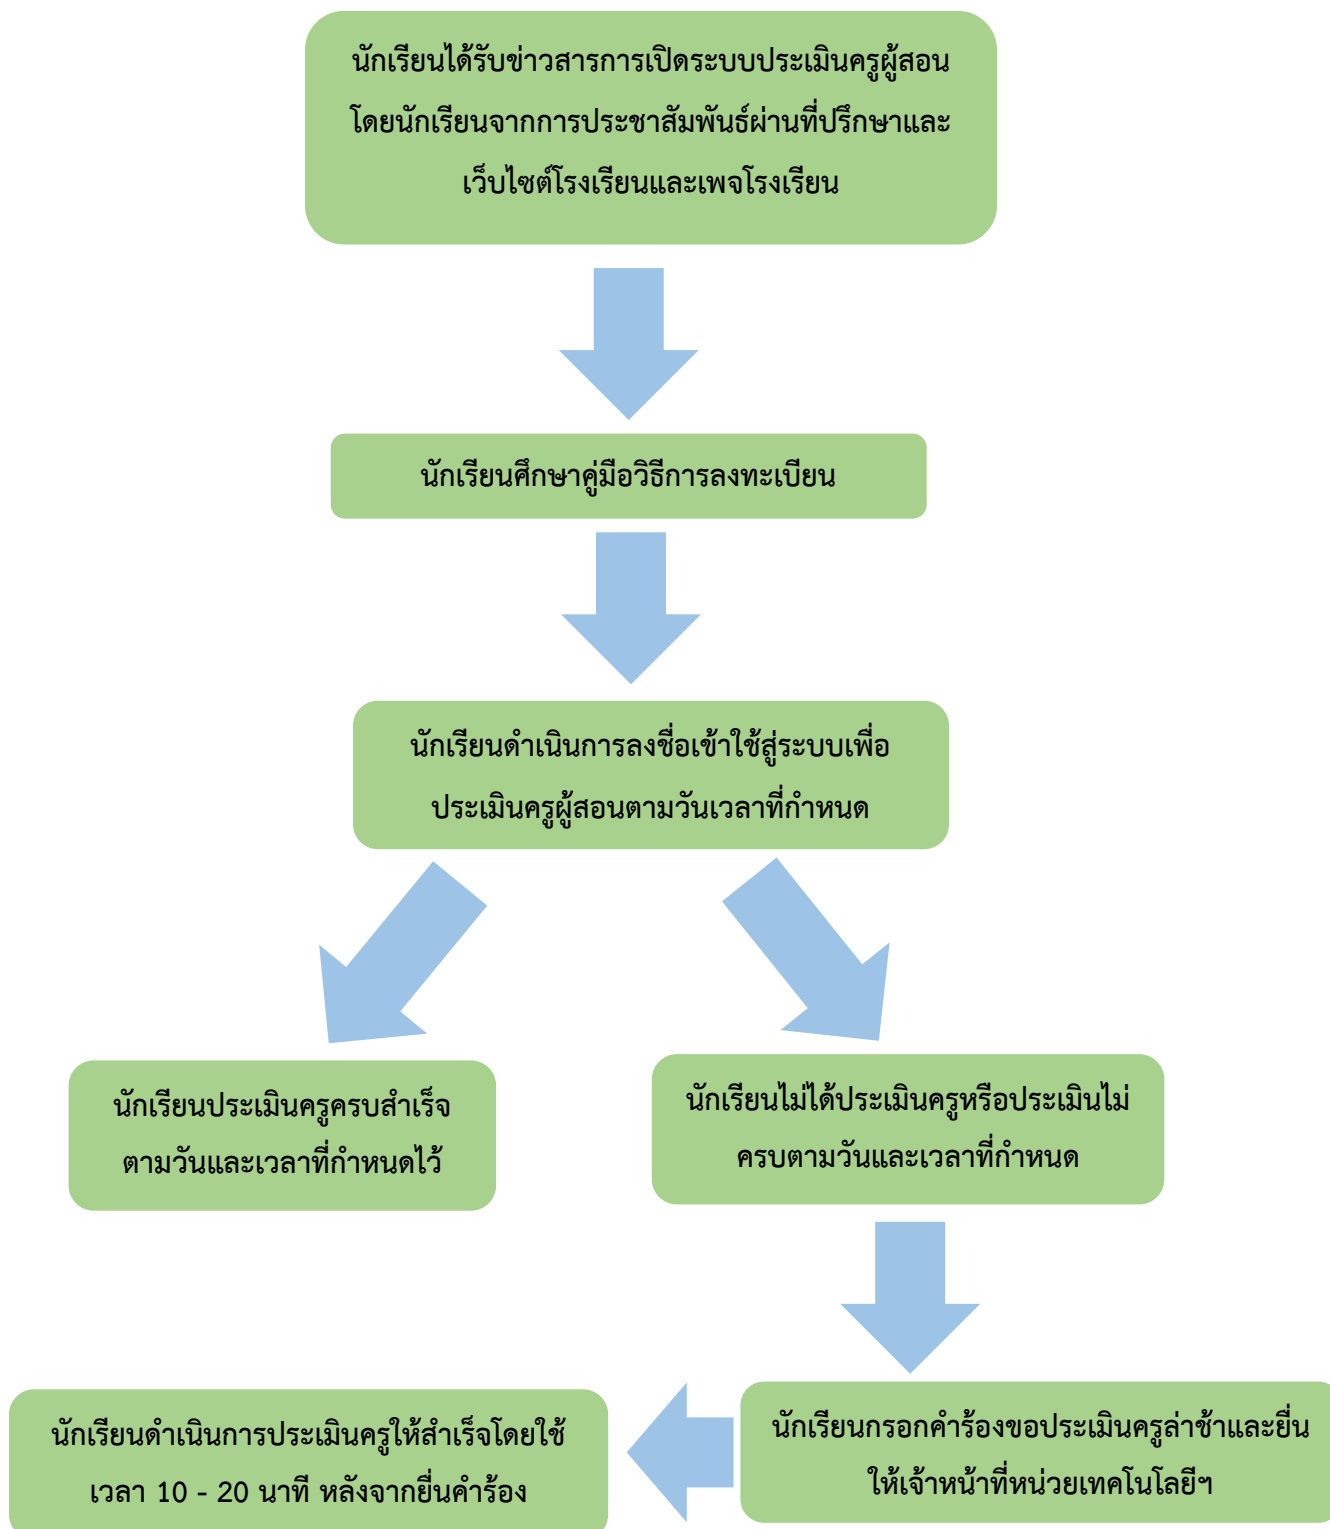 นักเรียนได้รับข่าวสารการเปิดระบบประเมินครูผู้สอน
โดยนักเรียนจากการประชาสัมพันธ์ผ่านที่ปรึกษาและ
เว็บไซต์โรงเรียนและเพจโรงเรียน
นักเรียนศึกษาคู่มือวิธีการลงทะเบียน
นักเรียนดำเนินการลงชื่อเข้าใช้สู่ระบบเพื่อ
ประเมินครูผู้สอนตามวันเวลาที่กำหนด
นักเรียนประเมินครูครบสำเร็จ
ตามวันและเวลาที่กำหนดไว้
นักเรียนไม่ได้ประเมินครูหรือประเมินไม่
ครบตามวันและเวลาที่กำหนด
นักเรียนกรอกคำร้องขอประเมินครูล่าช้าและยื่น
ให้เจ้าหน้าที่หน่วยเทคโนโลยีฯ
นักเรียนดำเนินการประเมินครูให้สำเร็จโดยใช้
เวลา 10 - 20 นาที หลังจากยื่นคำร้อง